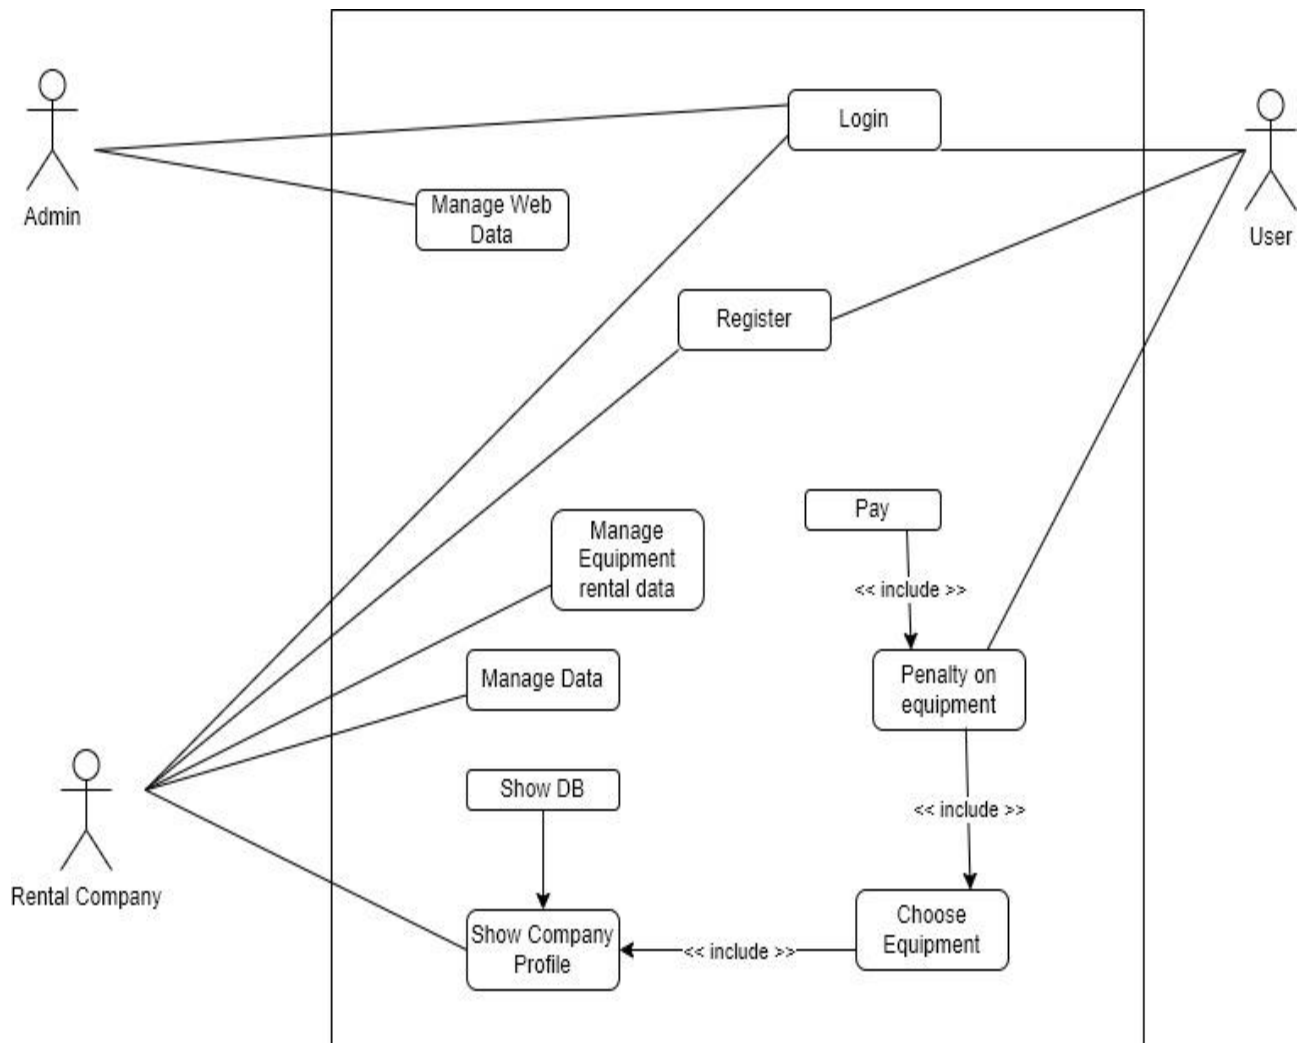 Login
Admin
Manage Web
Data
User
Register
Pay
Manage
Equipment
rental data
<< include >>
Manage Data
Penalty on
equipment
Show DB
<< include >>
Rental Company
Choose
Equipment
Show Company
Profile
<< include >>